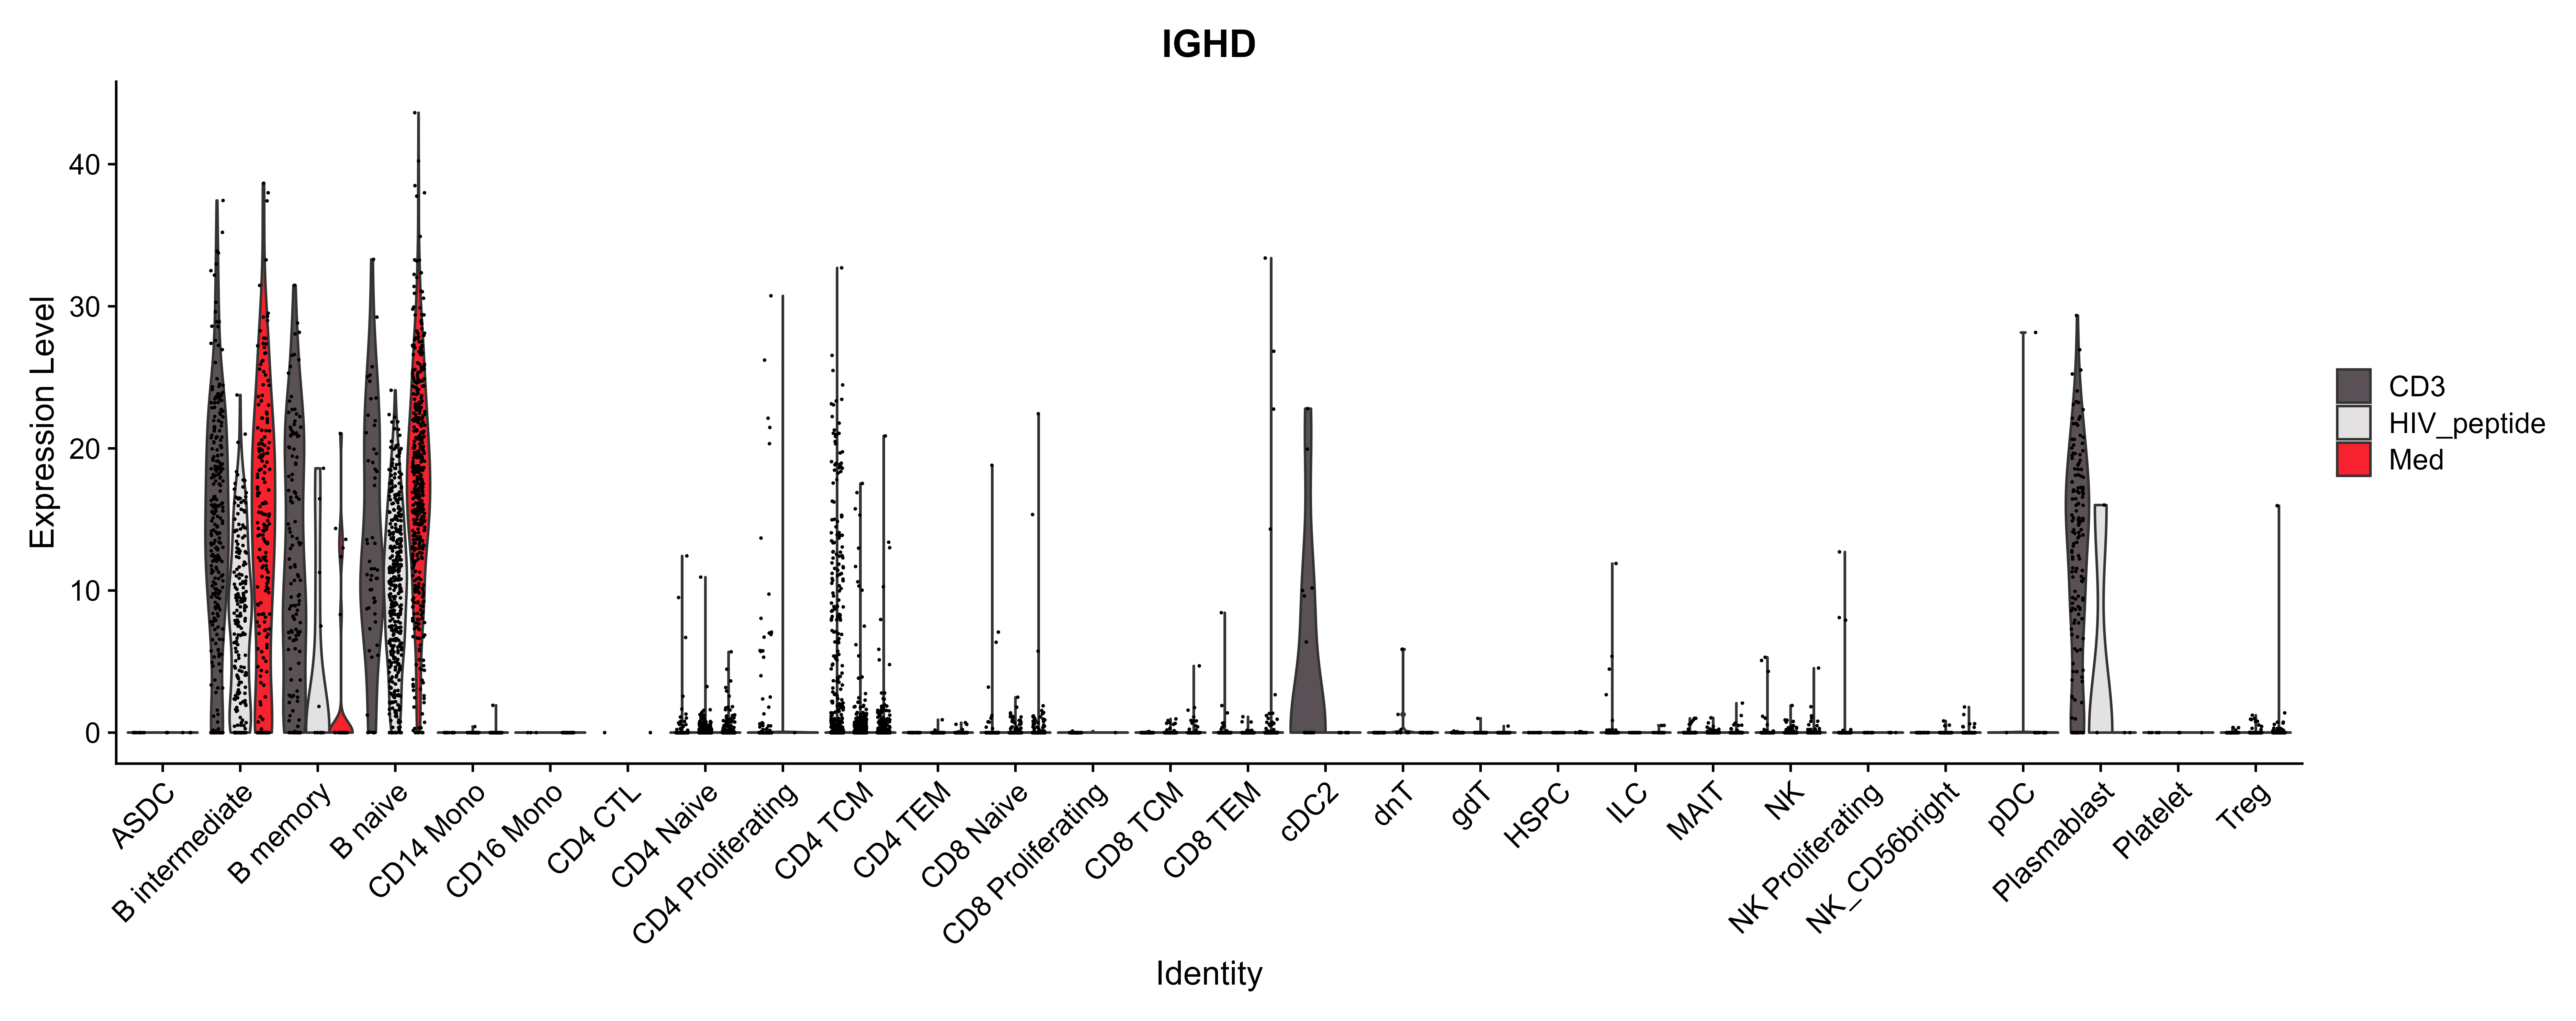 IGHD
Expression Level
40
30
20
10
0
ASDC
B intermediate
B memory
B naive
CD14 Mono
CD16 Mono
CD4 CTL
CD4 Naive
CD4 Proliferating
CD4 TCM
CD4 TEM
CD8 Naive
CD8 Proliferating
CD8 TCM
CD8 TEM
cDC2
dnT
gdT
HSPC
ILC
MAIT
NK
NK Proliferating
NK_CD56bright
pDC
Plasmablast
Platelet
Treg
Identity
CD3
HIV_peptide
Med